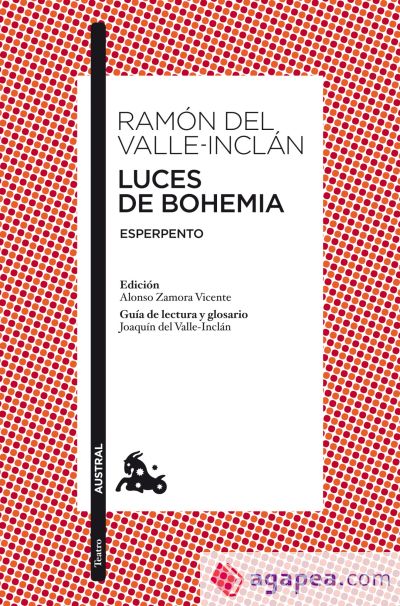 RAMÓN DEL
VALLE-INCLÁN
LUCES
DE BOHEMIA
ESPERPENTO
Edición
Alonso Zamora Vicente
Guía de lectura y glosario
Joaquín del Valle-Inclán
AUSTRAL
Teatro
agapea.com